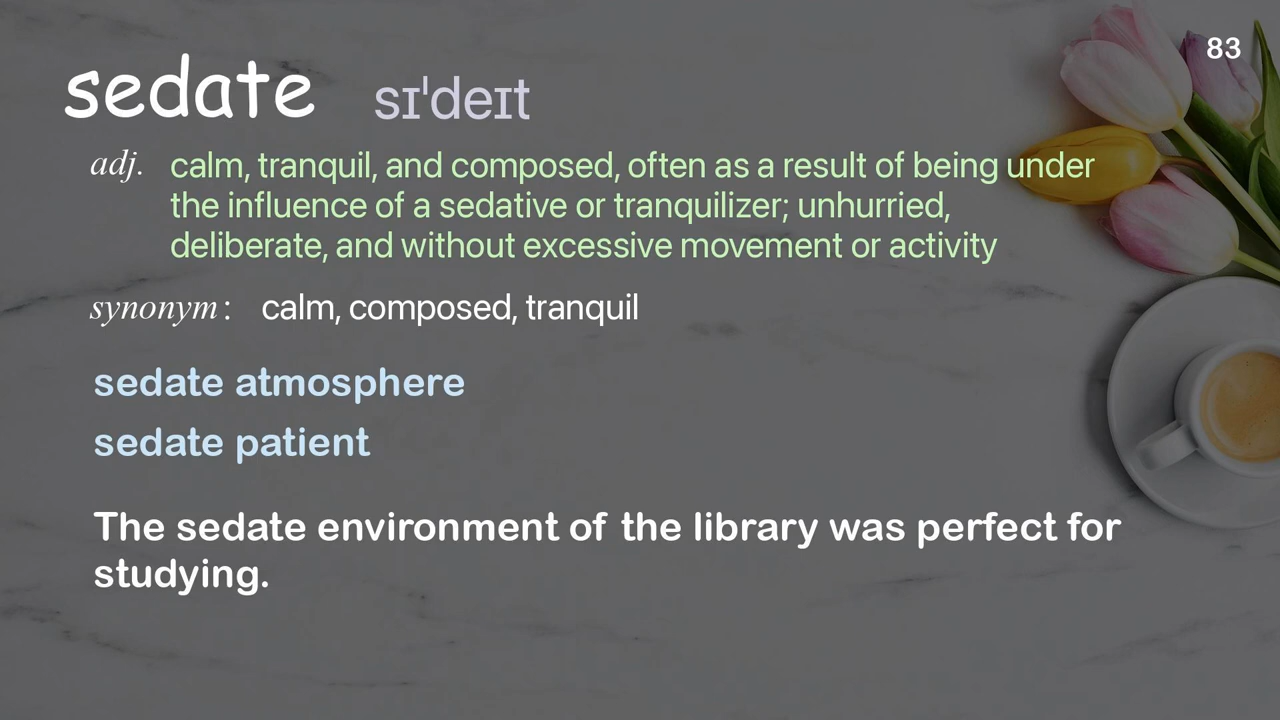 83
sedate sɪˈdeɪt
adj. calm, tranquil, and composed, often as a result of being under
the influence of a sedative or tranquilizer; unhurried,
deliberate, and without excessive movement or activity
synonym: calm, composed, tranquil
sedate atmosphere
sedate patient
The sedate environment of the library was perfect for
studying.